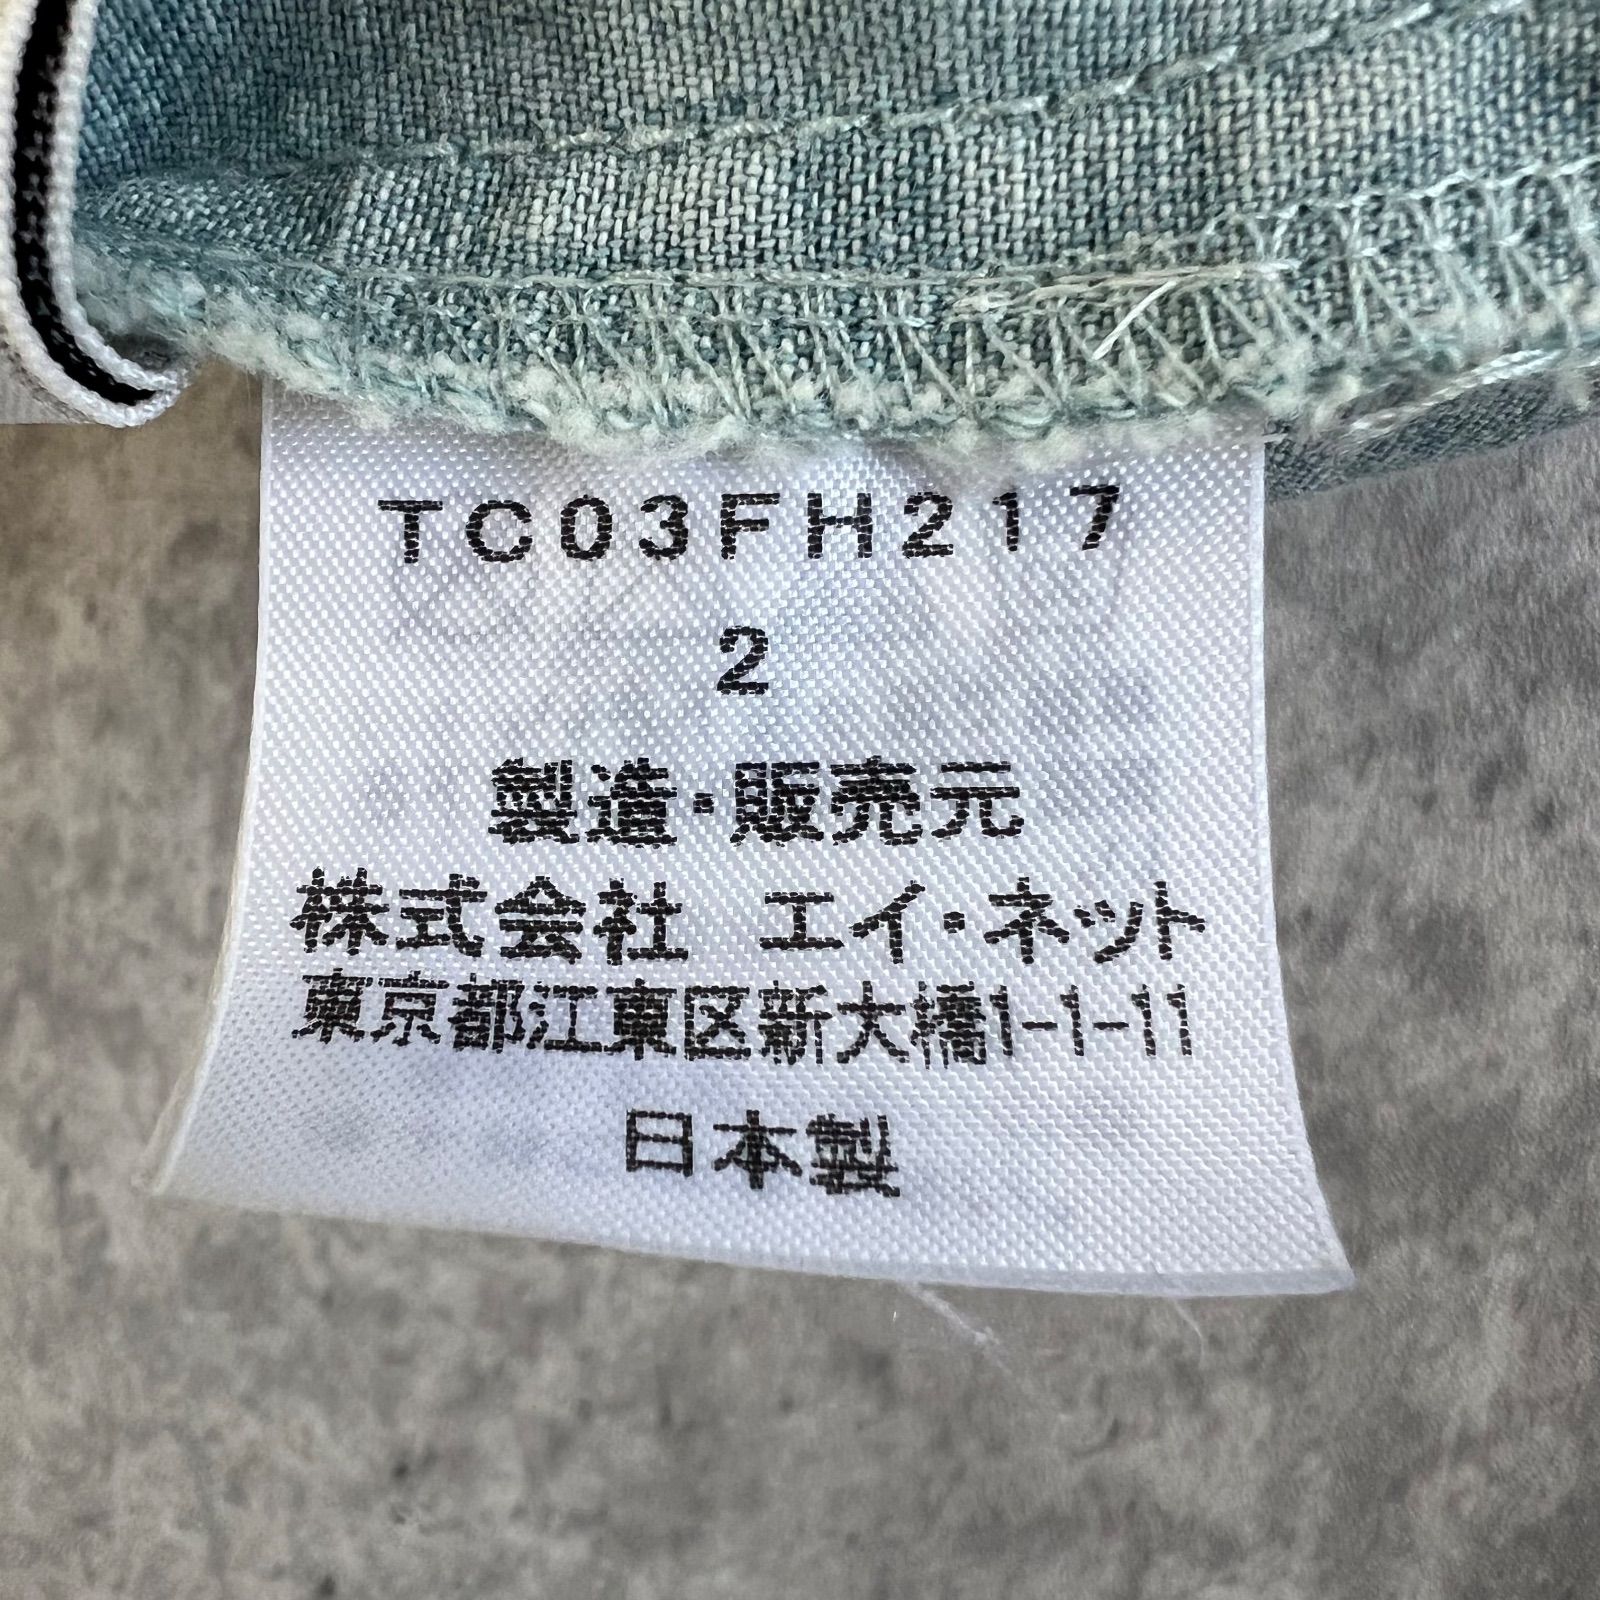 TC03FH217
2
製造・販売元
株式会社 エイ・ネット
東京都江東区新大橋1-1-11
日本製